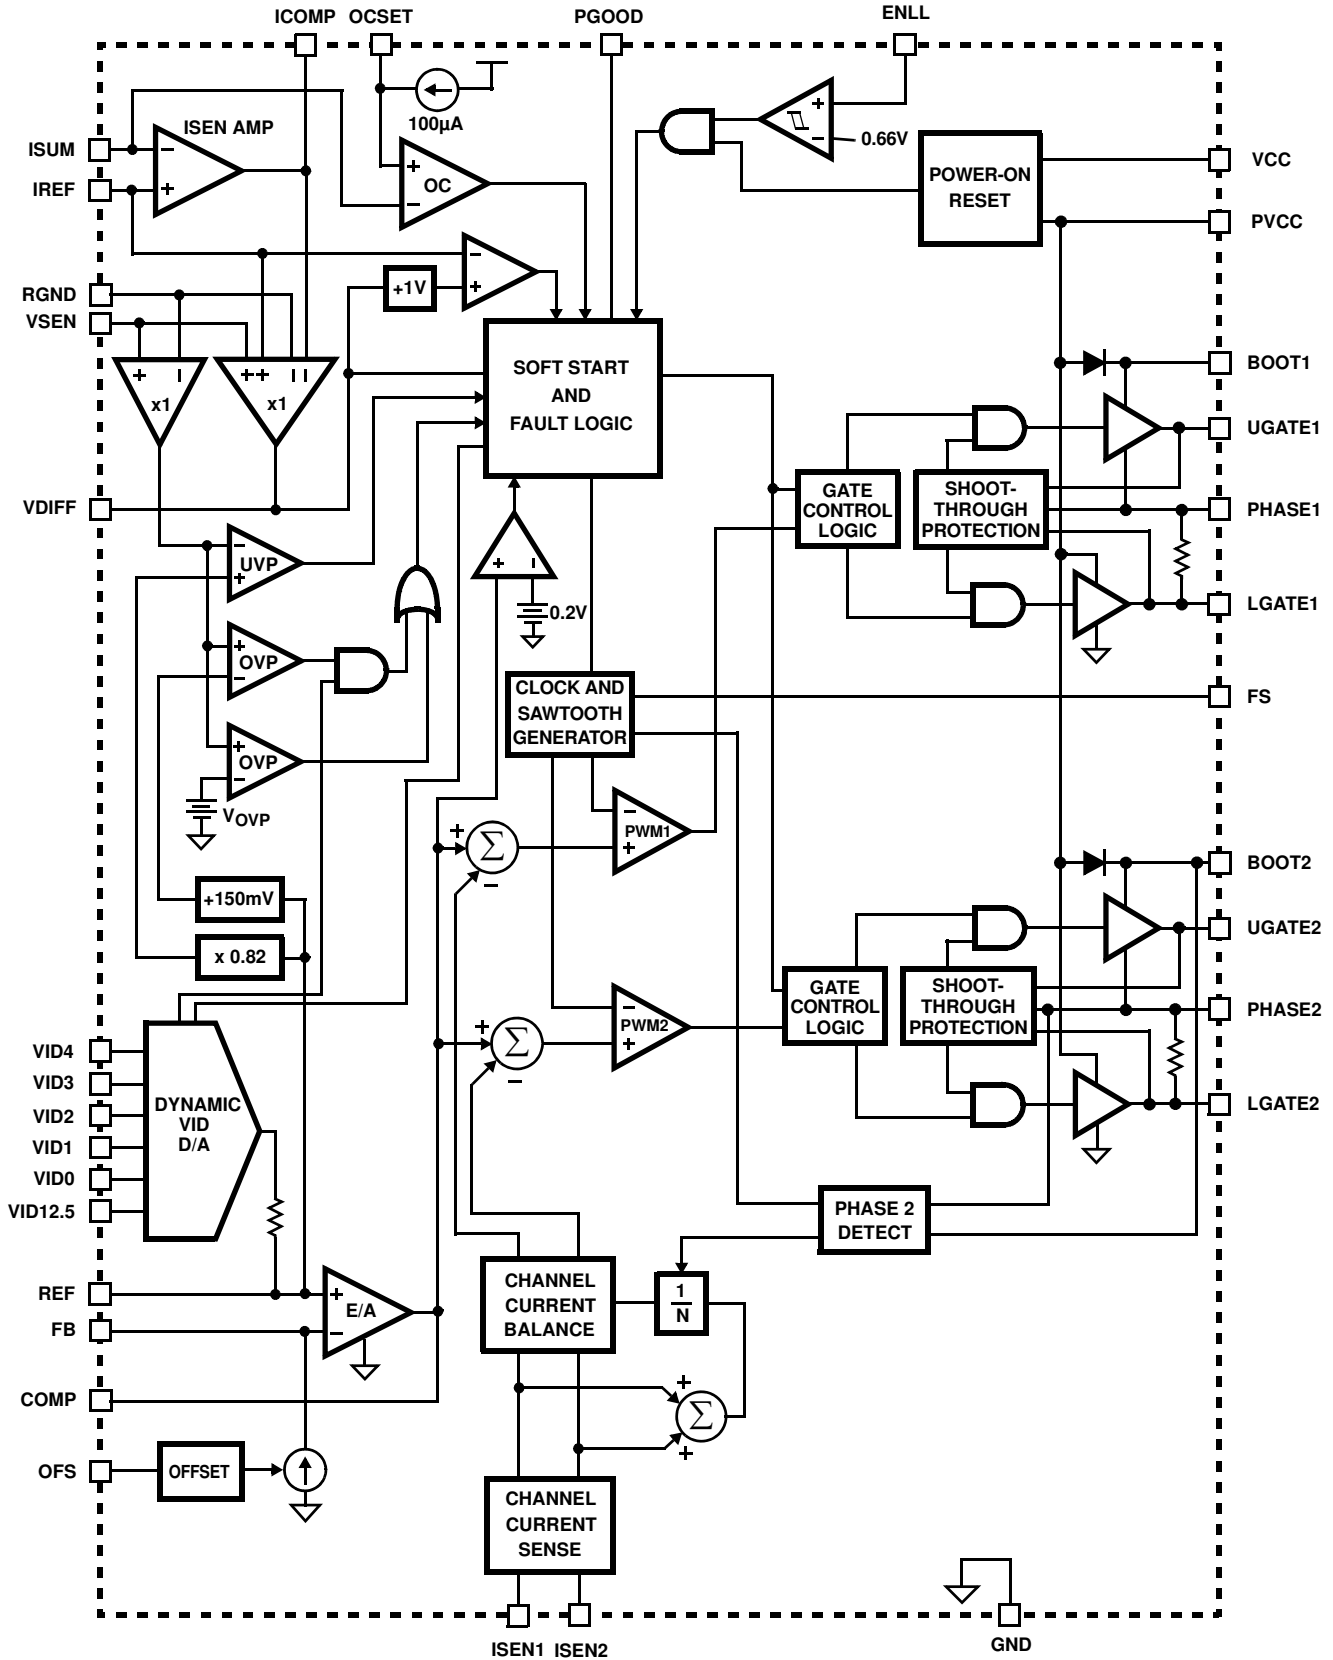 ICOMP OCSET PGOOD ENLL
ISEN AMP
100µA
ISUM
−
+
IREF
+
OC
−
+
−
0.66V
POWER-ON
RESET
VCC
PVCC
−
+
+1V
RGND
VSEN
+ −
x1
++ − −
x1
SOFT START
AND
FAULT LOGIC
BOOT1
UGATE1
VDIFF
GATE
CONTROL
LOGIC
SHOOT-
THROUGH
PROTECTION
PHASE1
−
UVP
+
+ −
0.2V
LGATE1
+
OVP
−
+
OVP
−
VOVP
CLOCK AND
SAWTOOTH
GENERATOR
FS
+
Σ
−
−
PWM1
+
BOOT2
+150mV
x 0.82
UGATE2
GATE
CONTROL
LOGIC
SHOOT-
THROUGH
PROTECTION
PHASE2
+
Σ
−
−
PWM2
+
LGATE2
VID4
VID3
VID2
VID1
VID0
VID12.5
DYNAMIC
VID
D/A
PHASE 2
DETECT
REF
FB
+
E/A
−
CHANNEL
CURRENT
BALANCE
1
N
COMP
+
Σ
+
OFS
OFFSET
CHANNEL
CURRENT
SENSE
ISEN1 ISEN2
GND